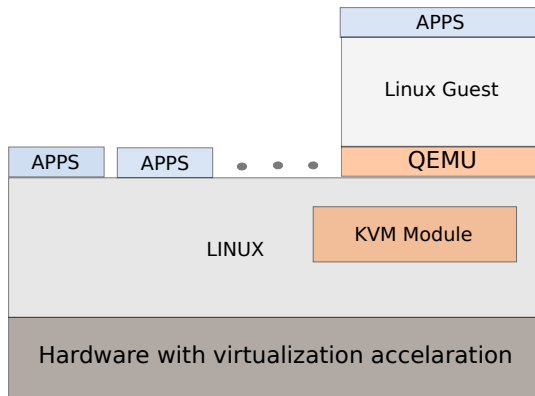 APPS
Linux Guest
APPS
APPS
QEMU
LINUX
KVM Module
Hardware with virtualization accelaration